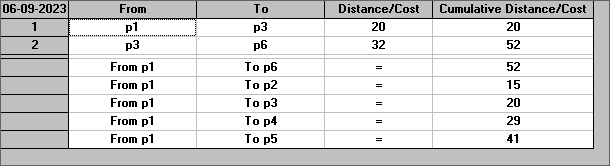 06-09-2023 From To Distance/Cost Cumulative Distance/Cost
1 p1 p3 20 20
2 p3 p6 32 52
From p1 To p6 = 52
From p1 To p2 = 15
From p1 To p3 = 20
From p1 To p4 = 29
From p1 To p5 = 41